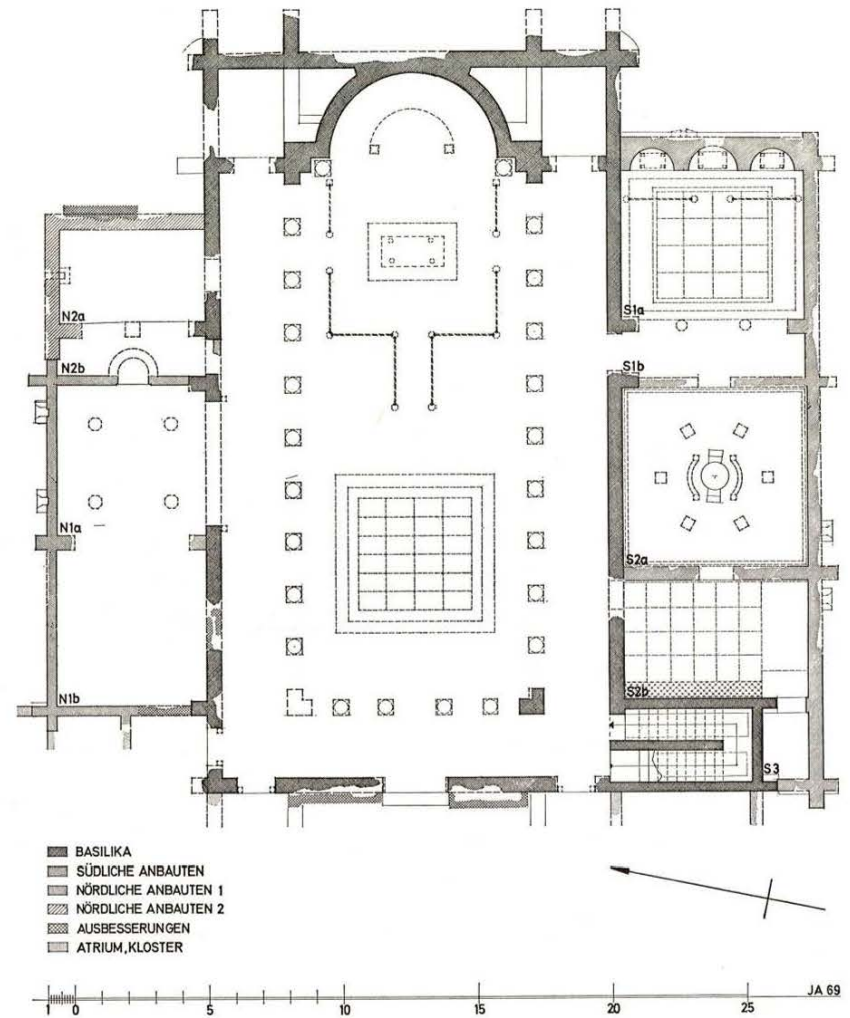 S1a
N2a
N2b
S1b
N1a
S2a
N1b
S2b
S3
BASILIKA
SÜDLICHE ANBAUTEN
NÖRDLICHE ANBAUTEN 1
NÖRDLICHE ANBAUTEN 2
AUSBESSERUNGEN
ATRIUM,KLOSTER
JA 69
1 0 5 10 15 20 25